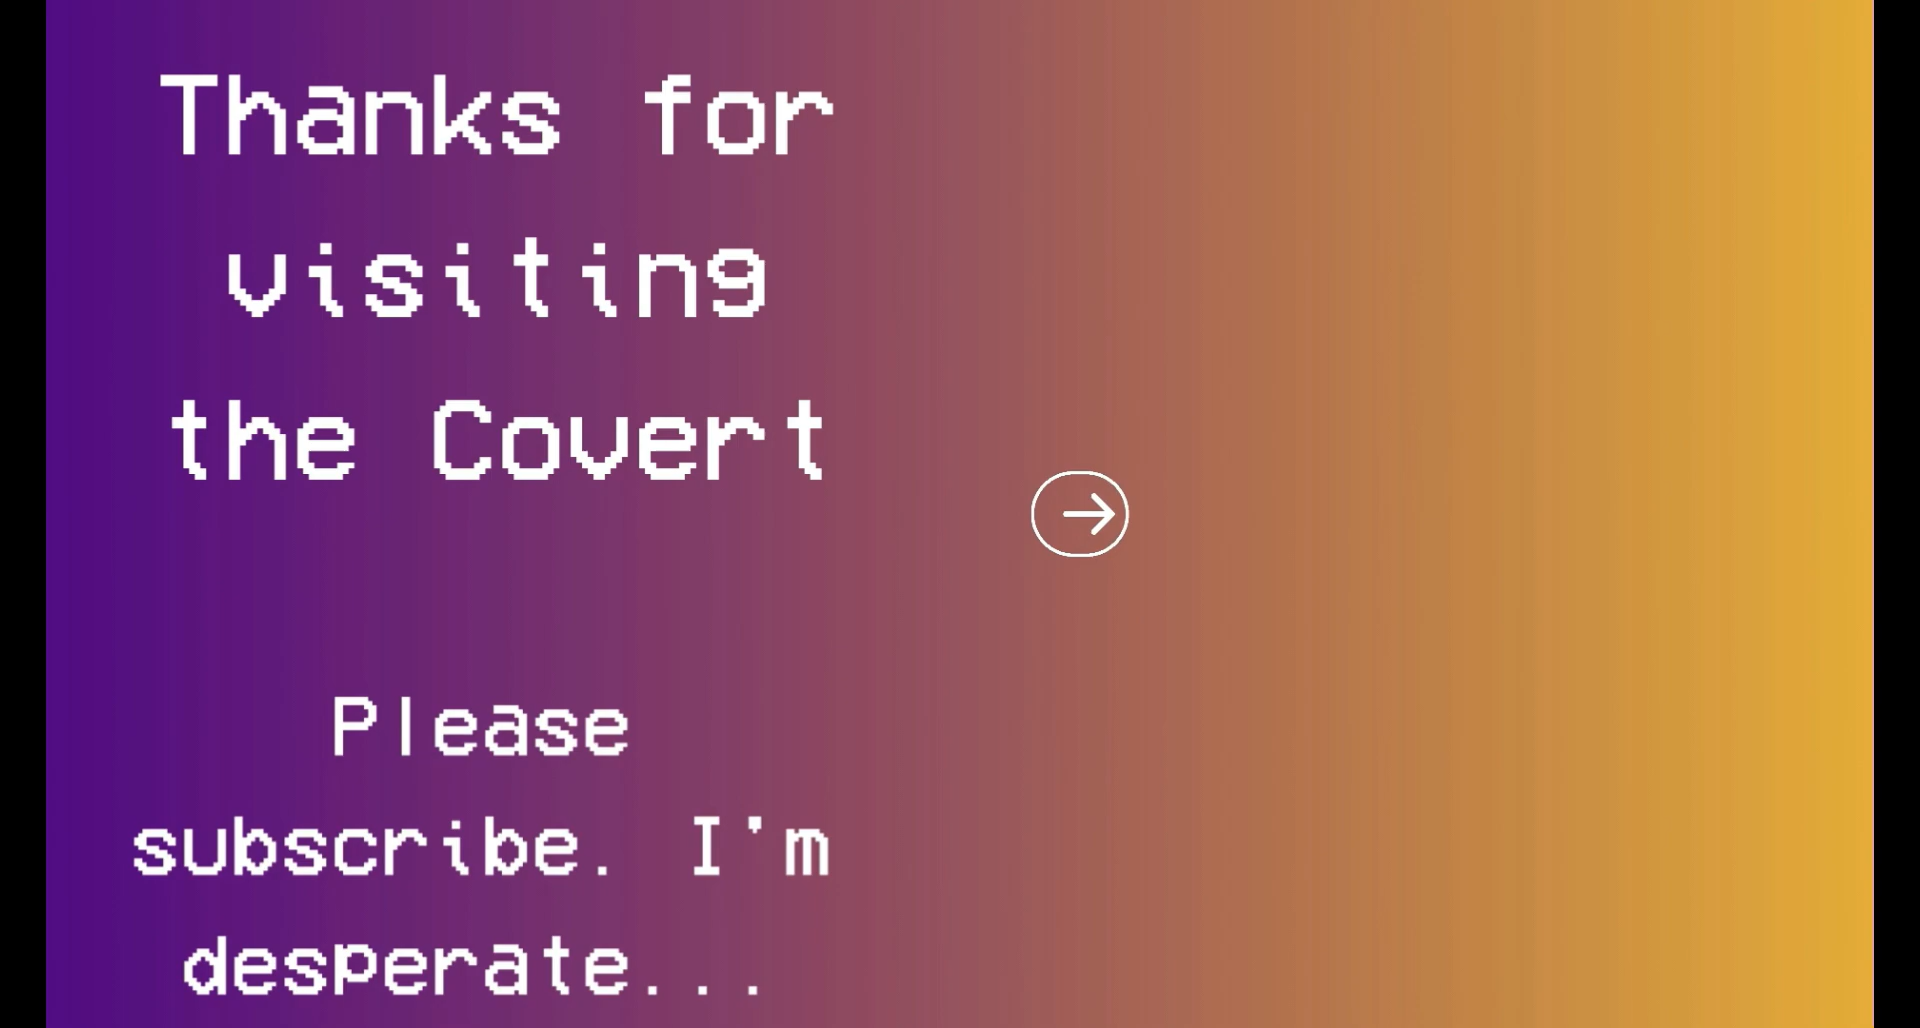 Thanks for
visiting
the Covert
Please
subscribe. I'm
desperate...